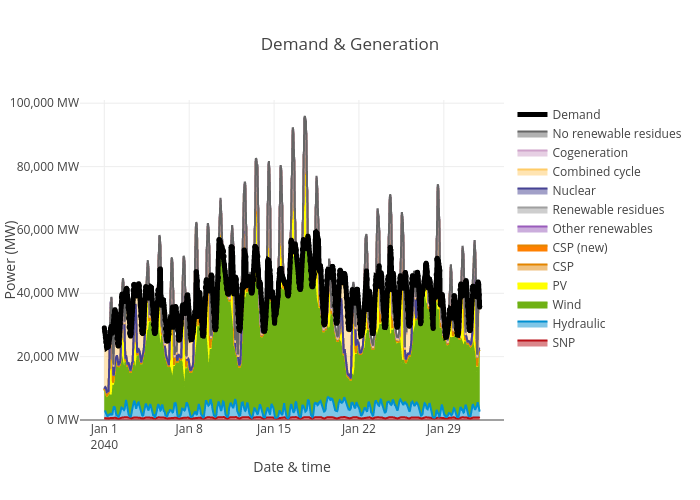 Demand & Generation
100,000 MW
80,000 MW
60,000 MW
40,000 MW
20,000 MW
0 MW
Power (MW)
Jan 1
2040
Jan 8
Jan 15
Jan 22
Jan 29
Date & time
Demand
No renewable residues
Cogeneration
Combined cycle
Nuclear
Renewable residues
Other renewables
CSP (new)
CSP
PV
Wind
Hydraulic
SNP